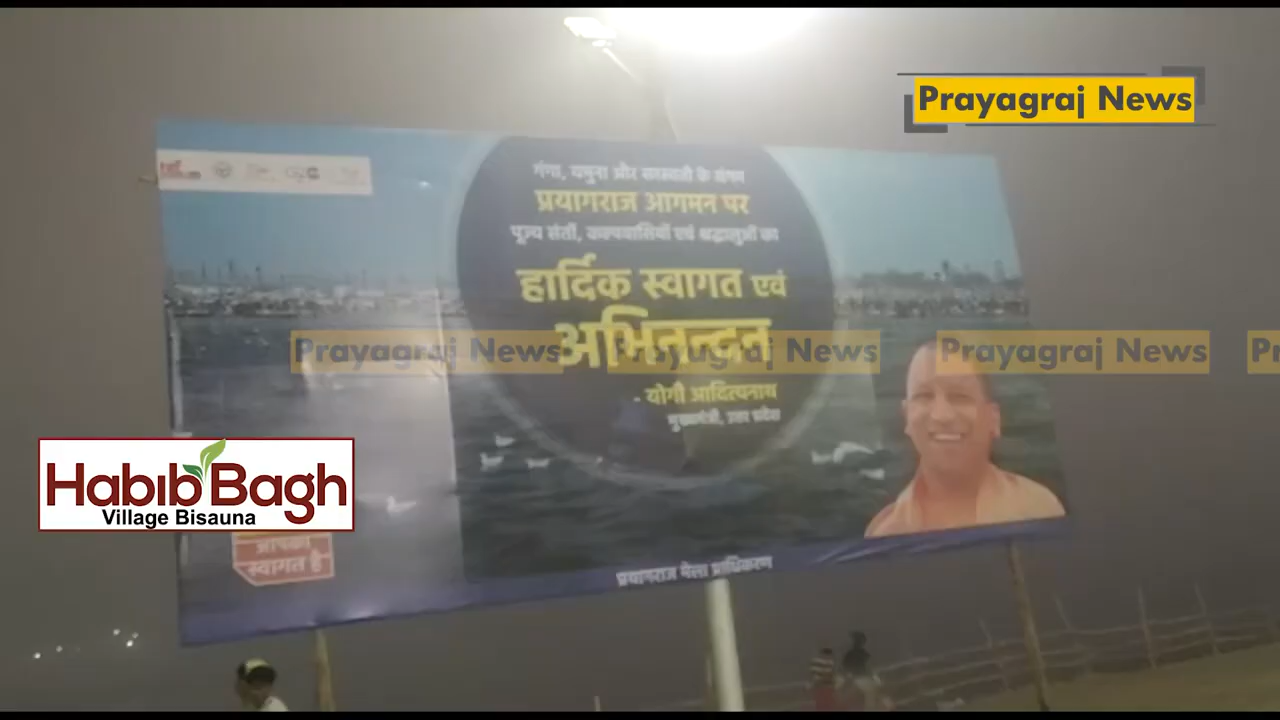 Prayagraj News
गंगा, यमुना और सरस्वती के संगम
प्रयागराज आगमन पर
पूज्य संतों, कल्पवासियों एवं श्रद्धालुओं का
हार्दिक स्वागत एवं
अभिनन्दन
Prayagraj News Prayagraj News Prayagraj News
- योगी आदित्यनाथ
मुख्यमंत्री, उत्तर प्रदेश
Habib Bagh
Village Bisauna
आपका
स्वागत है
प्रयागराज मेला प्राधिकरण